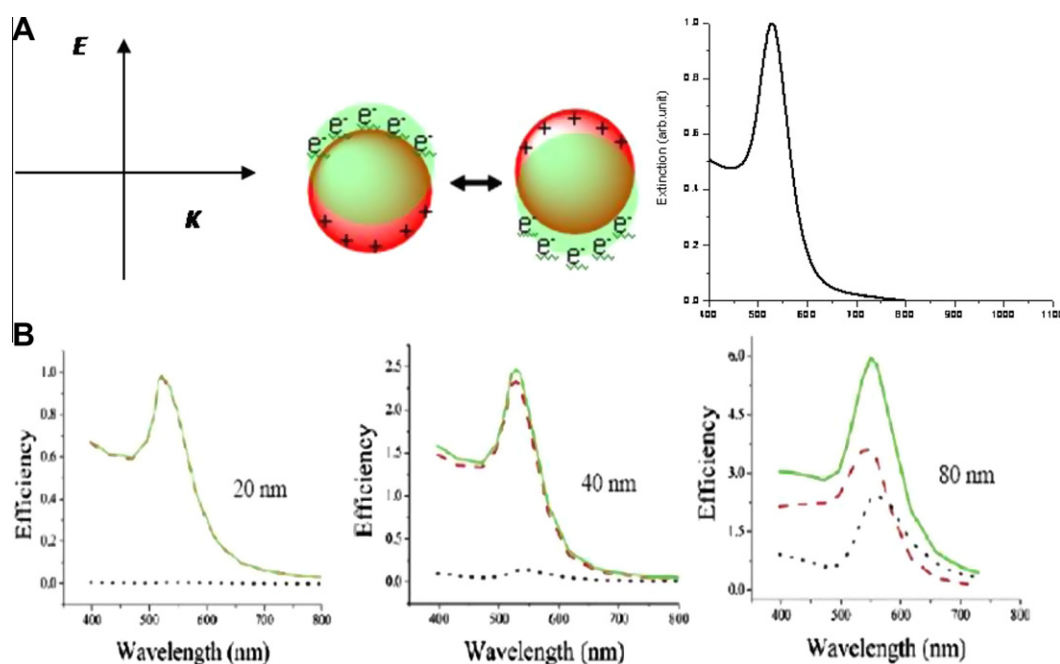 A
E
K
e⁻ e⁻ e⁻ e⁻ e⁻
+ + + + +
+ + + + +
e⁻ e⁻ e⁻ e⁻ e⁻
Extinction (arb.unit)
1.0
0.8
0.6
0.4
0.2
0.0
400 500 600 700 800 900 1000 1100
B
Efficiency
1.0
0.8
0.6
0.4
0.2
0.0
20 nm
400 500 600 700 800
Wavelength (nm)
Efficiency
2.5
2.0
1.5
1.0
0.5
0.0
40 nm
400 500 600 700 800
Wavelength (nm)
Efficiency
6.0
4.5
3.0
1.5
0.0
80 nm
400 500 600 700 800
Wavelength (nm)